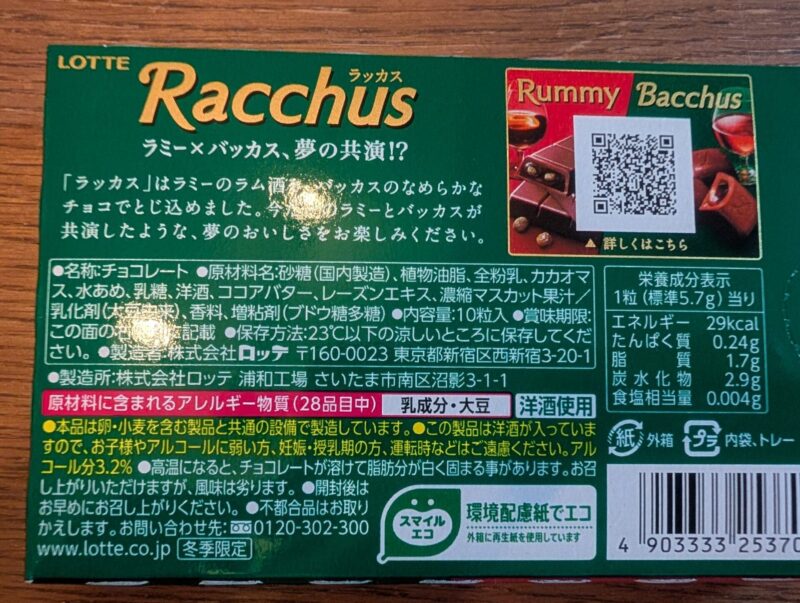 LOTTE
ラッカス
Racchus
ラミー×バッカス、夢の共演!?
「ラッカス」はラミーのラム酒 バッカスのなめらかな
チョコでとじ込めました。今 のラミーとバッカスが
共演したような、夢のおいしさをお楽しみください。
Rummy Bacchus
▲ 詳しくはこちら
●名称:チョコレート ●原材料名:砂糖(国内製造)、植物油脂、全粉乳、カカオマ
ス、水あめ、乳糖、洋酒、ココアバター、レーズンエキス、濃縮マスカット果汁/
乳化剤(大豆由来)、香料、増粘剤(ブドウ糖多糖) ●内容量:10粒入 ●賞味期限:
この面の 記載 ●保存方法:23℃以下の涼しいところに保存してくだ
さい。●製造者:株式会社ロッテ 〒160-0023 東京都新宿区西新宿3-20-1
●製造所:株式会社ロッテ 浦和工場 さいたま市南区沼影3-1-1
原材料に含まれるアレルギー物質(28品目中) 乳成分・大豆 洋酒使用
●本品は卵・小麦を含む製品と共通の設備で製造しています。●この製品は洋酒が入っていま
すので、お子様やアルコールに弱い方、妊娠・授乳期の方、運転時などはご遠慮ください。アル
コール分3.2% ●高温になると、チョコレートが溶けて脂肪分が白く固まる事があります。お召
し上がりいただけますが、風味は劣ります。●開封後は
お早めにお召し上がりください。●不都合品はお取り
かえします。お問い合わせ先:0120-302-300
www.lotte.co.jp 冬季限定
スマイル
エコ
環境配慮紙でエコ
外箱に再生紙を使用しています
栄養成分表示
1粒(標準5.7g)当り
エネルギー 29kcal
たんぱく質 0.24g
脂質 1.7g
炭水化物 2.9g
食塩相当量 0.004g
紙 外箱 プラ 内袋、トレー
4 903333 25370